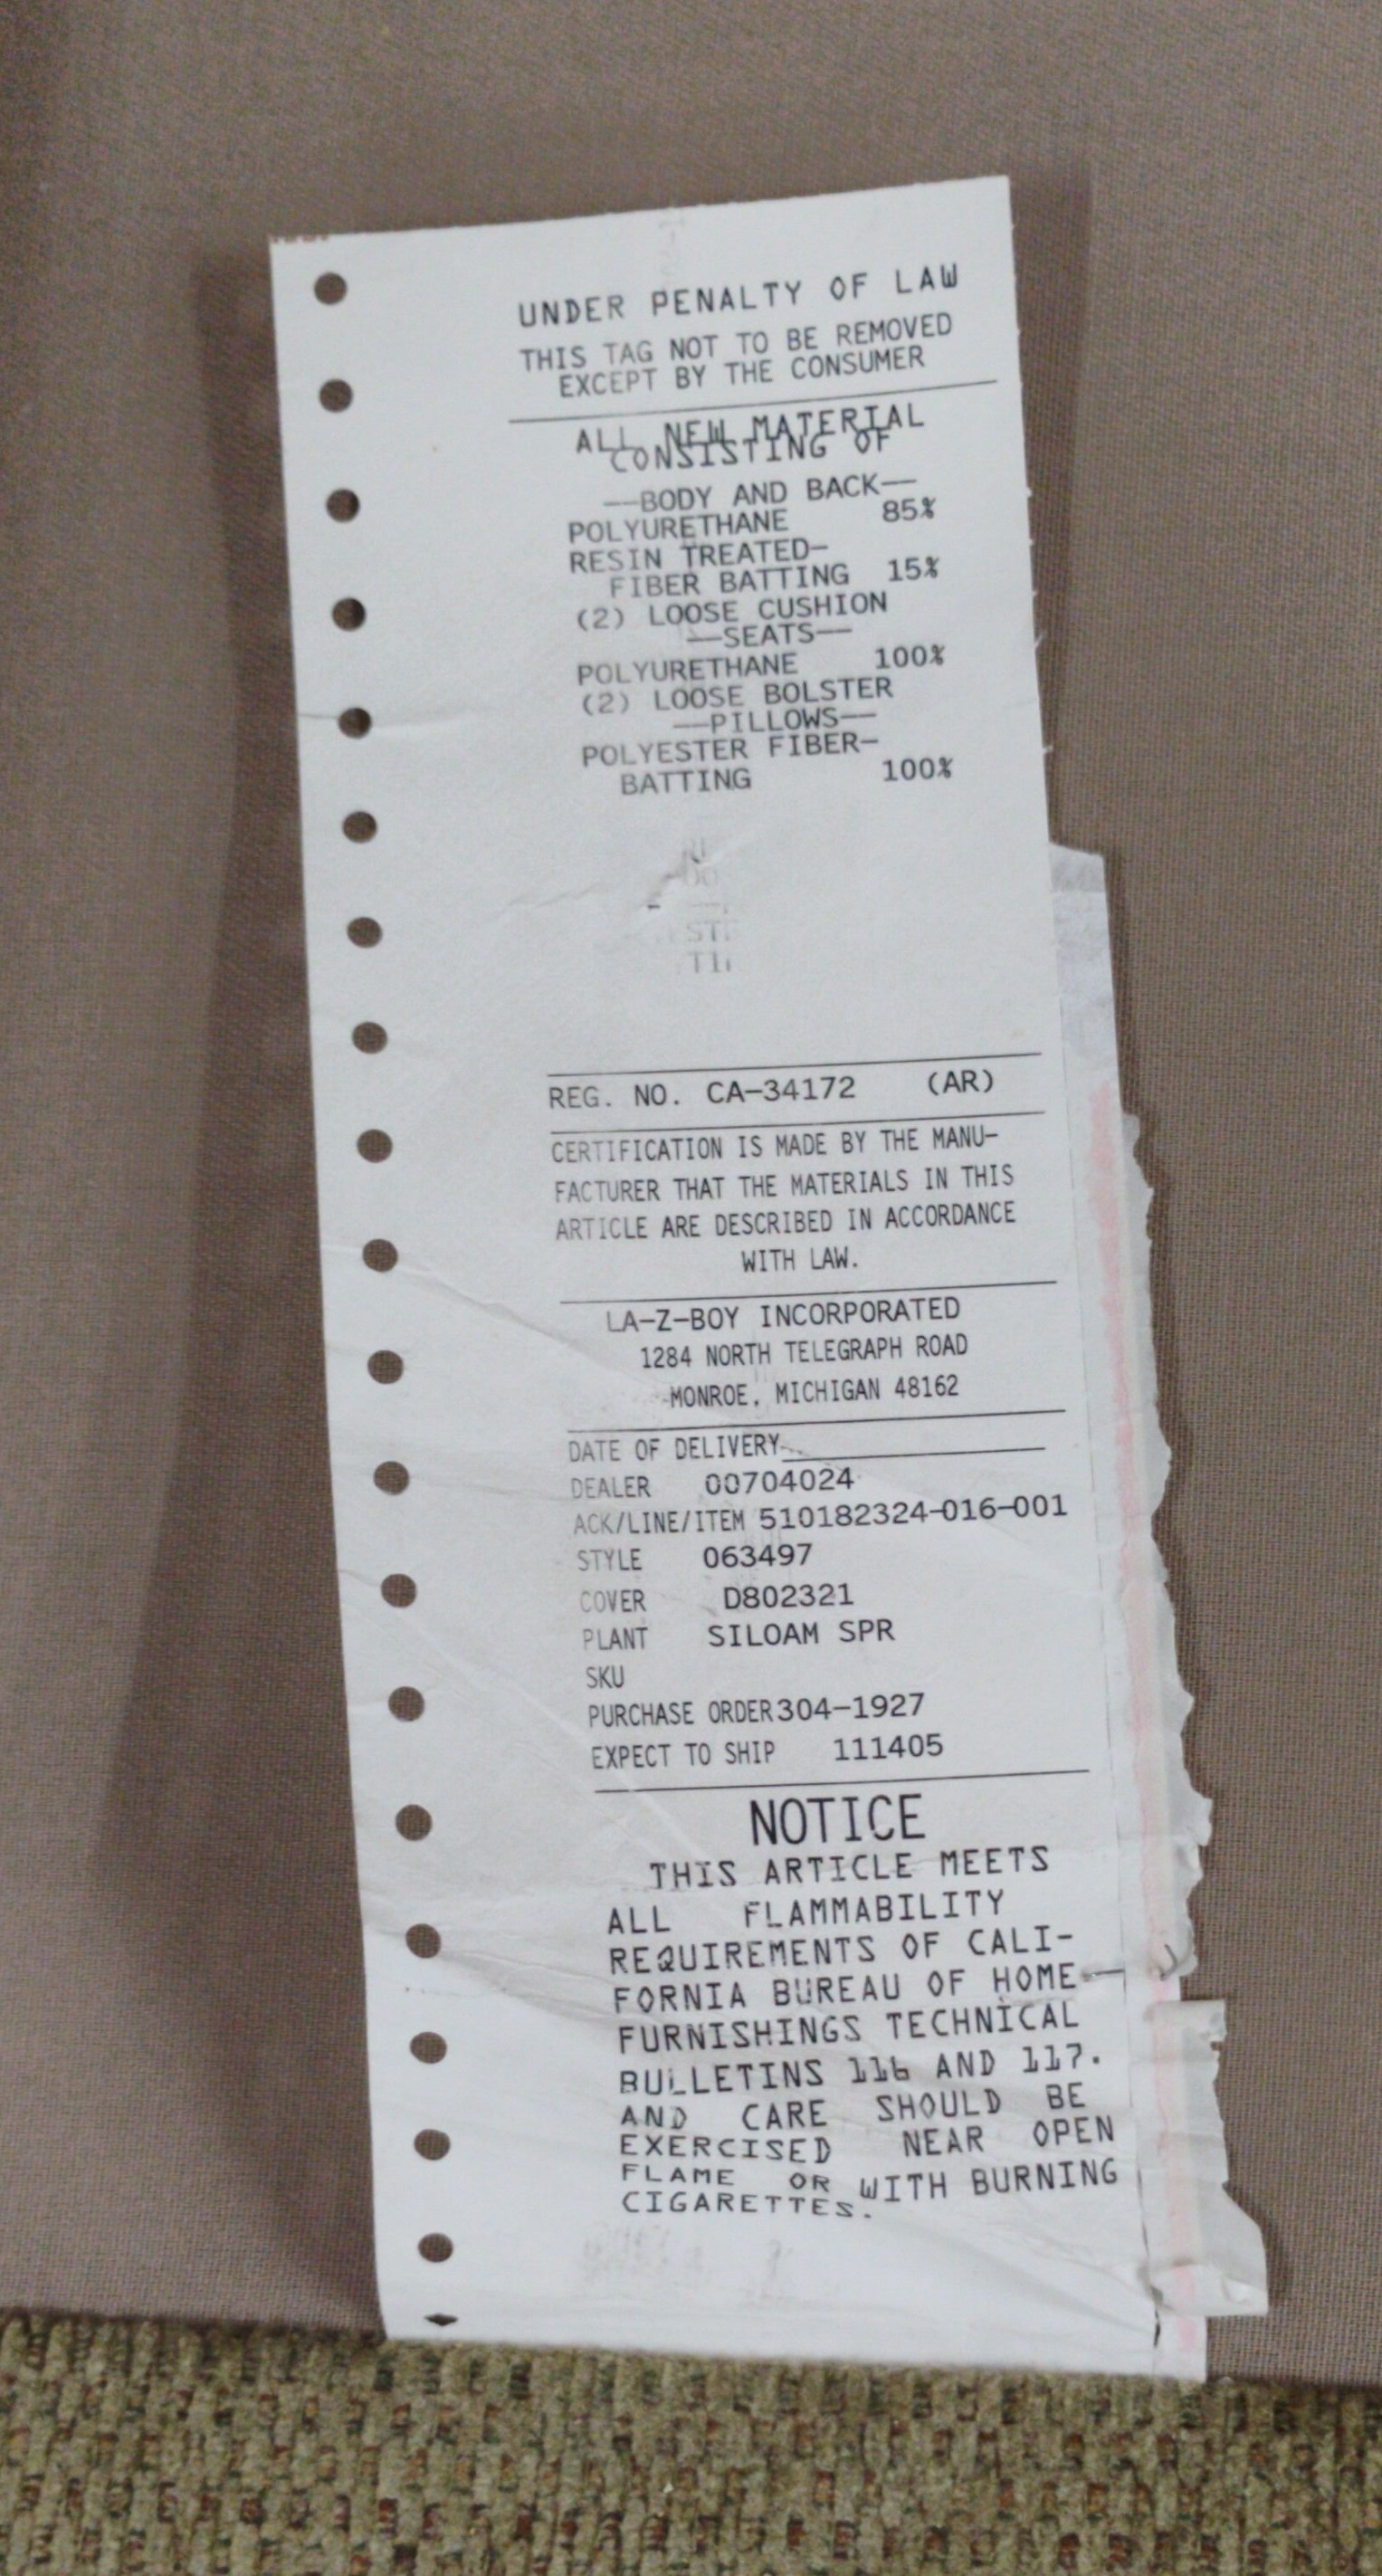 UNDER PENALTY OF LAW
THIS TAG NOT TO BE REMOVED
EXCEPT BY THE CONSUMER
ALL NEW MATERIAL
CONSISTING OF
—BODY AND BACK—
POLYURETHANE 85%
RESIN TREATED-
FIBER BATTING 15%
(2) LOOSE CUSHION
—SEATS—
POLYURETHANE 100%
(2) LOOSE BOLSTER
—PILLOWS—
POLYESTER FIBER-
BATTING 100%
REG. NO. CA-34172 (AR)
CERTIFICATION IS MADE BY THE MANU-
FACTURER THAT THE MATERIALS IN THIS
ARTICLE ARE DESCRIBED IN ACCORDANCE
WITH LAW.
LA-Z-BOY INCORPORATED
1284 NORTH TELEGRAPH ROAD
MONROE, MICHIGAN 48162
DATE OF DELIVERY
DEALER 00704024
ACK/LINE/ITEM 510182324-016-001
STYLE 063497
COVER D802321
PLANT SILOAM SPR
SKU
PURCHASE ORDER 304-1927
EXPECT TO SHIP 111405
NOTICE
THIS ARTICLE MEETS
ALL FLAMMABILITY
REQUIREMENTS OF CALI-
FORNIA BUREAU OF HOME
FURNISHINGS TECHNICAL
BULLETINS 116 AND 117.
AND CARE SHOULD BE
EXERCISED NEAR OPEN
FLAME OR WITH BURNING
CIGARETTES.